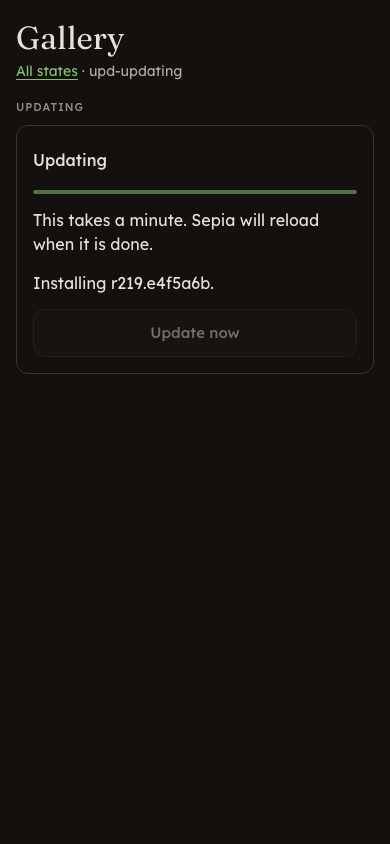 Gallery
All states · upd-updating
UPDATING
Updating
This takes a minute. Sepia will reload
when it is done.
Installing r219.e4f5a6b.
Update now